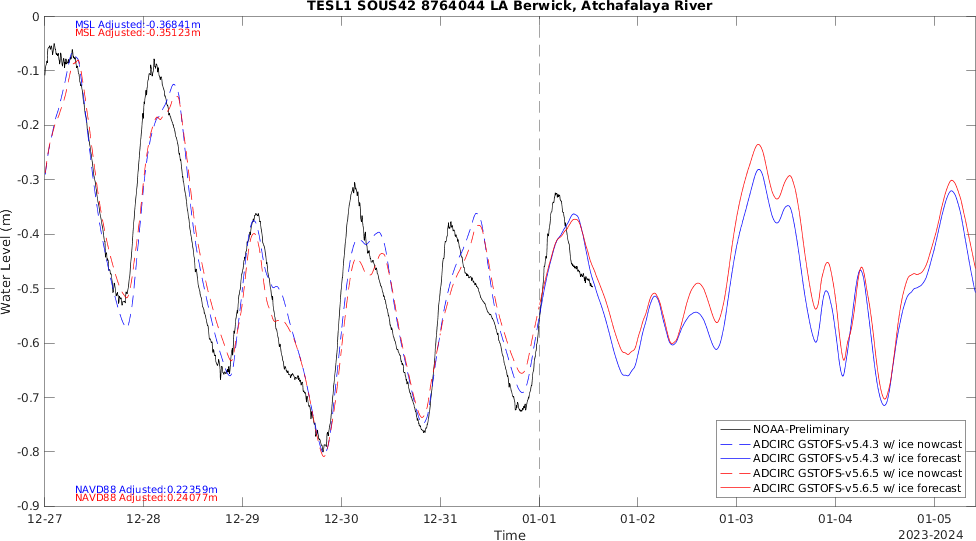 TESL1 SOUS42 8764044 LA Berwick, Atchafalaya River
MSL Adjusted:-0.36841m
MSL Adjusted:-0.35123m
0
-0.1
-0.2
-0.3
-0.4
-0.5
-0.6
-0.7
-0.8
-0.9
Water Level (m)
NOAA-Preliminary
ADCIRC GSTOFS-v5.4.3 w/ ice nowcast
ADCIRC GSTOFS-v5.4.3 w/ ice forecast
ADCIRC GSTOFS-v5.6.5 w/ ice nowcast
ADCIRC GSTOFS-v5.6.5 w/ ice forecast
NAVD88 Adjusted:0.22359m
NAVD88 Adjusted:0.24077m
12-27 12-28 12-29 12-30 12-31 01-01 01-02 01-03 01-04 01-05
Time
2023-2024